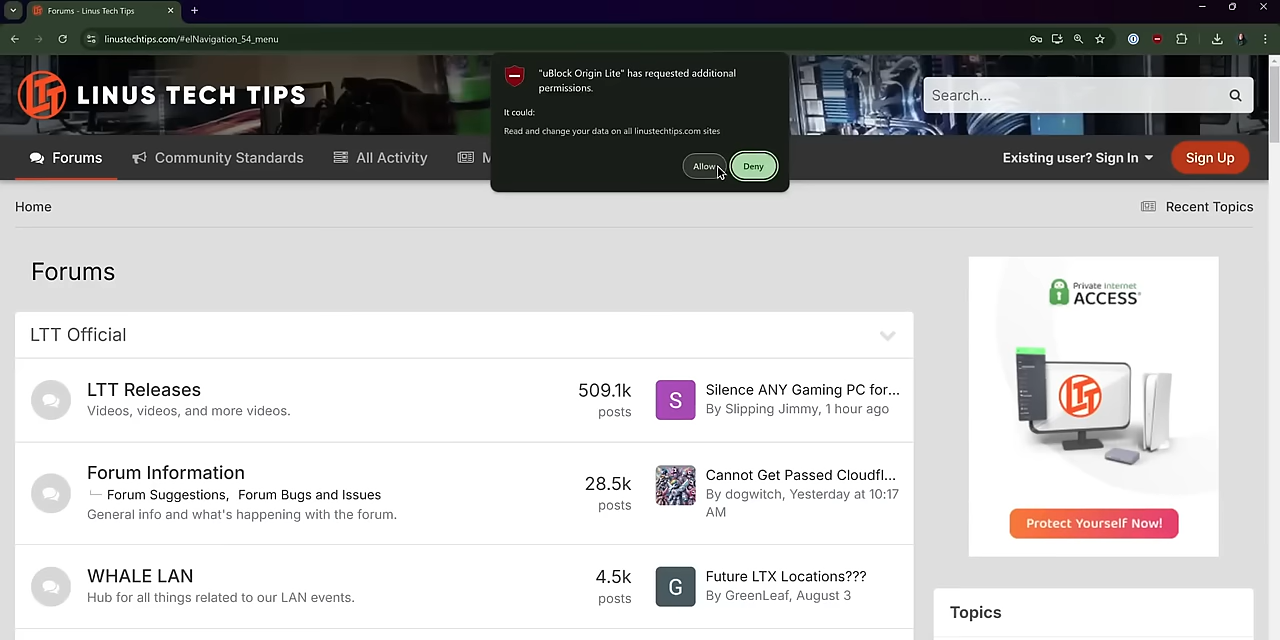 Forums - Linus Tech Tips
linustechtips.com/#elNavigation_54_menu
"uBlock Origin Lite" has requested additional
permissions.
It could:
Read and change your data on all linustechtips.com sites
Allow
Deny
LTT
LINUS TECH TIPS
Search...
Forums
Community Standards
All Activity
M
Existing user? Sign In
Sign Up
Home
Recent Topics
Forums
LTT Official
LTT Releases
Videos, videos, and more videos.
509.1k
posts
S
Silence ANY Gaming PC for...
By Slipping Jimmy, 1 hour ago
Forum Information
Forum Suggestions, Forum Bugs and Issues
General info and what's happening with the forum.
28.5k
posts
Cannot Get Passed Cloudfl...
By dogwitch, Yesterday at 10:17
AM
WHALE LAN
Hub for all things related to our LAN events.
4.5k
posts
G
Future LTX Locations???
By GreenLeaf, August 3
Private Internet
ACCESS®
LTT
Protect Yourself Now!
Topics